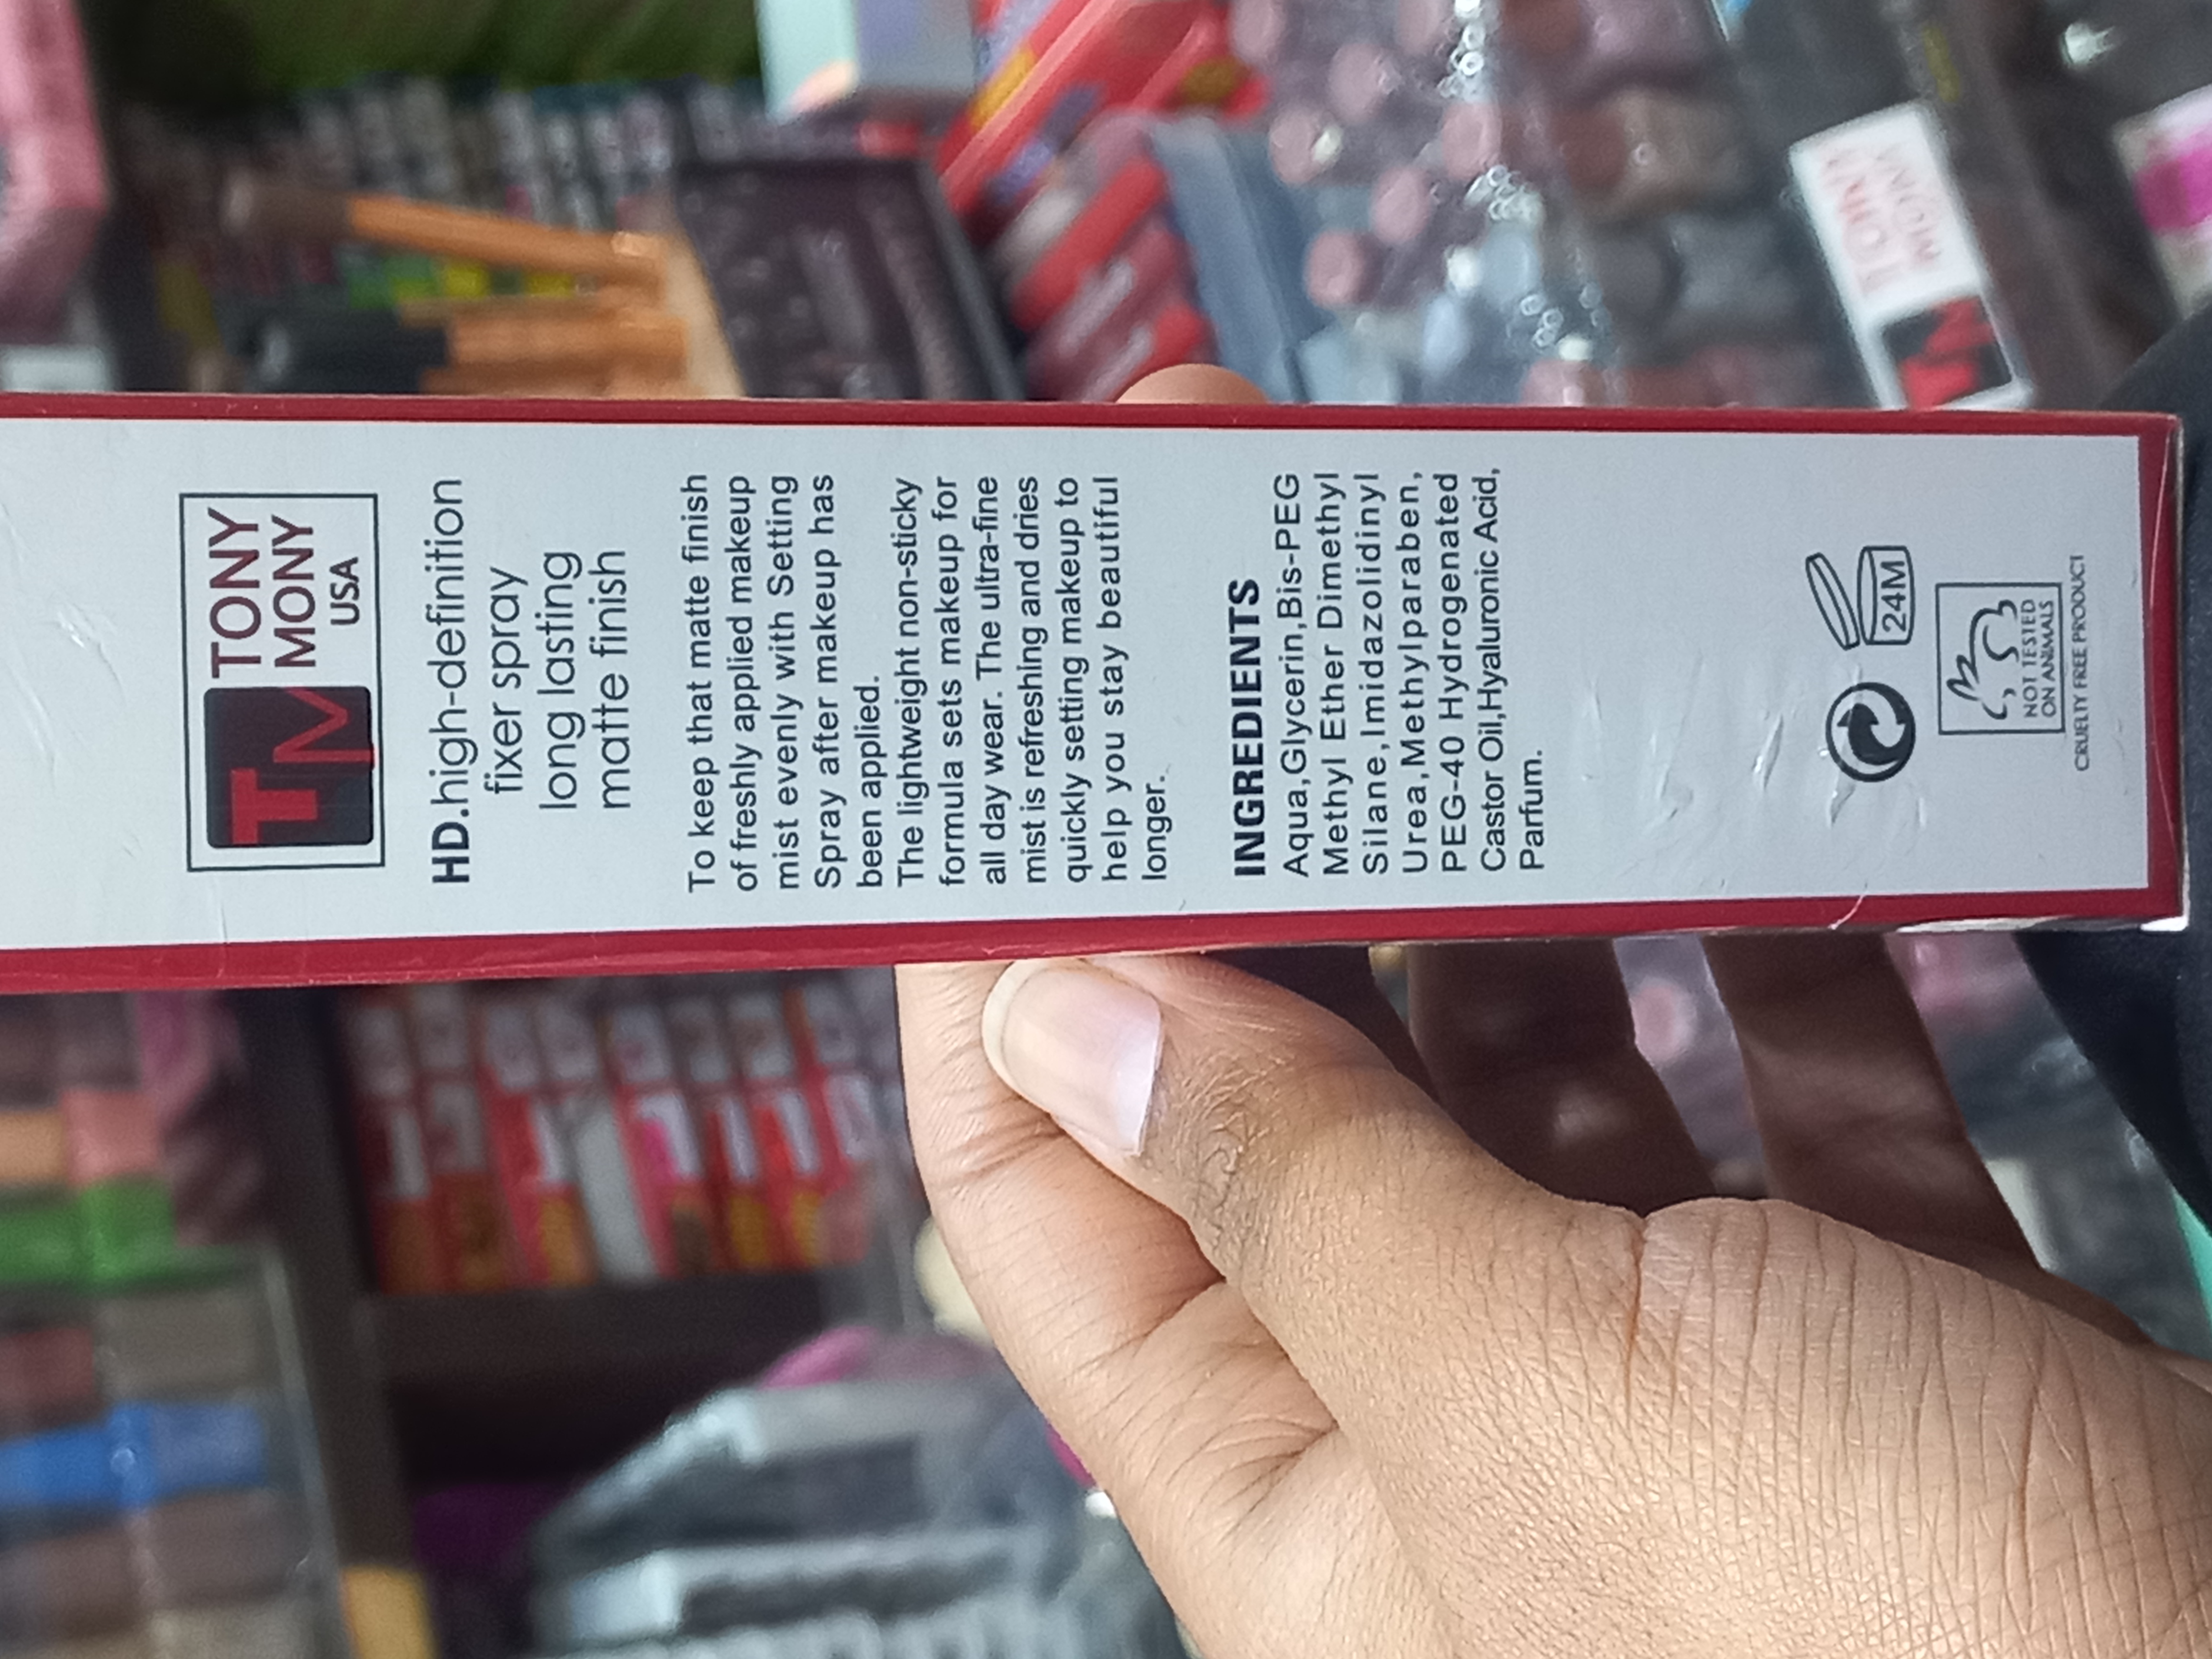 TM TONY
MONY
USA
HD.high-definition
fixer spray
long lasting
matte finish
To keep that matte finish
of freshly applied makeup
mist evenly with Setting
Spray after makeup has
been applied.
The lightweight non-sticky
formula sets makeup for
all day wear. The ultra-fine
mist is refreshing and dries
quickly setting makeup to
help you stay beautiful
longer.
INGREDIENTS
Aqua,Glycerin,Bis-PEG
Methyl Ether Dimethyl
Silane,Imidazolidinyl
Urea,Methylparaben,
PEG-40 Hydrogenated
Castor Oil,Hyaluronic Acid,
Parfum.
24M
NOT TESTED
ON ANIMALS
CRUELTY FREE PRODUCT
TONY
MONY